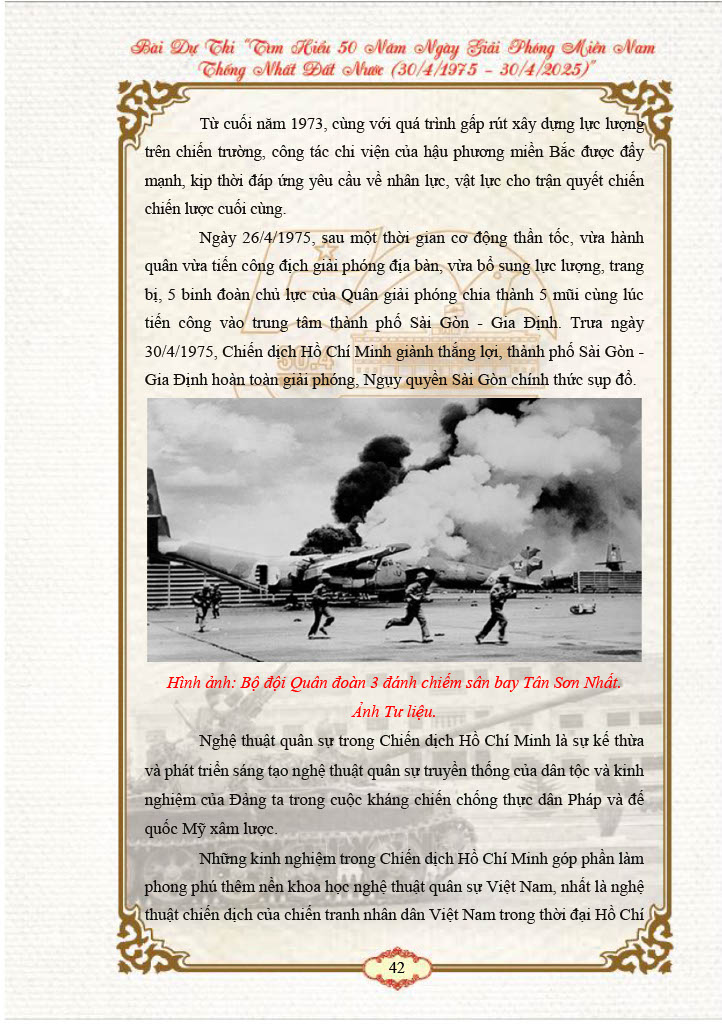 Bài Dự Thi “Tìm Hiểu 50 Năm Ngày Giải Phóng Miền Nam
Thống Nhất Đất Nước (30/4/1975 – 30/4/2025)”
Từ cuối năm 1973, cùng với quá trình gấp rút xây dựng lực lượng
trên chiến trường, công tác chi viện của hậu phương miền Bắc được đẩy
mạnh, kịp thời đáp ứng yêu cầu về nhân lực, vật lực cho trận quyết chiến
chiến lược cuối cùng.
Ngày 26/4/1975, sau một thời gian cơ động thần tốc, vừa hành
quân vừa tiến công địch giải phóng địa bàn, vừa bổ sung lực lượng, trang
bị, 5 binh đoàn chủ lực của Quân giải phóng chia thành 5 mũi cùng lúc
tiến công vào trung tâm thành phố Sài Gòn - Gia Định. Trưa ngày
30/4/1975, Chiến dịch Hồ Chí Minh giành thắng lợi, thành phố Sài Gòn -
Gia Định hoàn toàn giải phóng, Ngụy quyền Sài Gòn chính thức sụp đổ.
50
30.4
Hình ảnh: Bộ đội Quân đoàn 3 đánh chiếm sân bay Tân Sơn Nhất.
Ảnh Tư liệu.
Nghệ thuật quân sự trong Chiến dịch Hồ Chí Minh là sự kế thừa
và phát triển sáng tạo nghệ thuật quân sự truyền thống của dân tộc và kinh
nghiệm của Đảng ta trong cuộc kháng chiến chống thực dân Pháp và đế
quốc Mỹ xâm lược.
Những kinh nghiệm trong Chiến dịch Hồ Chí Minh góp phần làm
phong phú thêm nền khoa học nghệ thuật quân sự Việt Nam, nhất là nghệ
thuật chiến dịch của chiến tranh nhân dân Việt Nam trong thời đại Hồ Chí
42